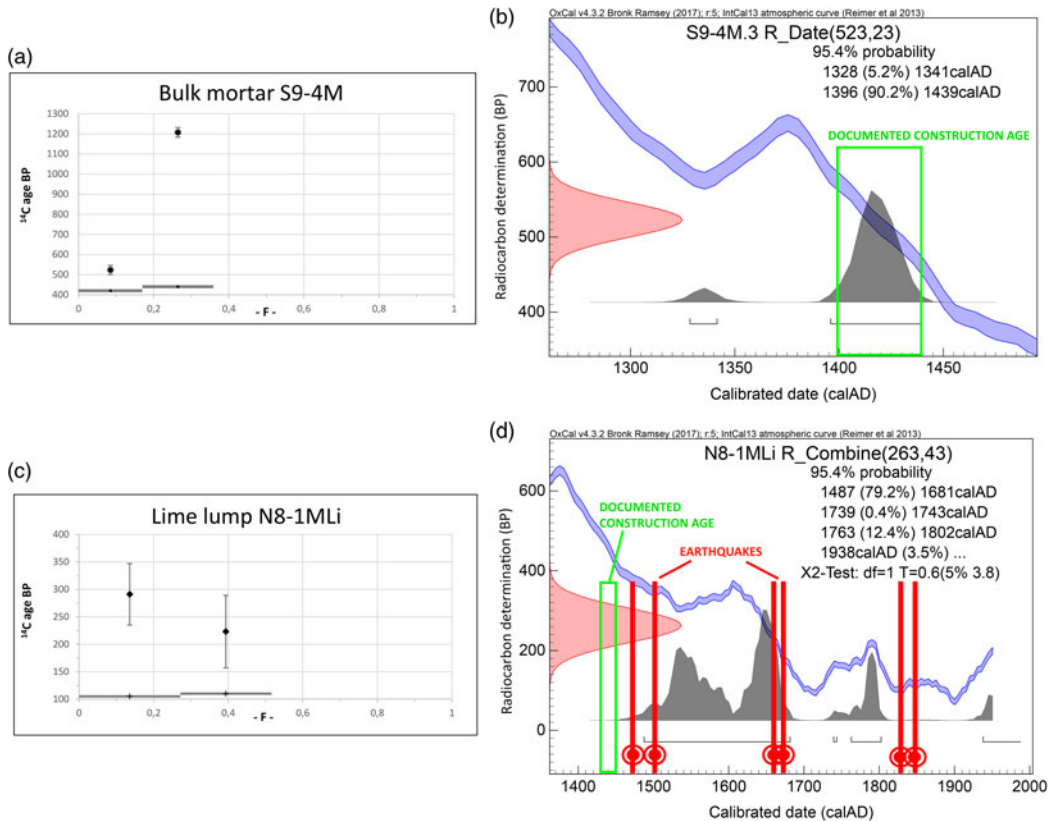 (a)
Bulk mortar S9-4M
¹⁴C age BP
1300
1200
1100
1000
900
800
700
600
500
400
0 0,2 0,4 0,6 0,8 1
- F -
(b)
OxCal v4.3.2 Bronk Ramsey (2017); r:5; IntCal13 atmospheric curve (Reimer et al 2013)
S9-4M.3 R_Date(523,23)
95.4% probability
1328 (5.2%) 1341calAD
1396 (90.2%) 1439calAD
DOCUMENTED CONSTRUCTION AGE
Radiocarbon determination (BP)
700
600
500
400
1300 1350 1400 1450
Calibrated date (calAD)
(c)
Lime lump N8-1MLi
¹⁴C age BP
400
350
300
250
200
150
100
0 0,2 0,4 0,6 0,8 1
- F -
(d)
OxCal v4.3.2 Bronk Ramsey (2017); r:5; IntCal13 atmospheric curve (Reimer et al 2013)
N8-1MLi R_Combine(263,43)
95.4% probability
1487 (79.2%) 1681calAD
1739 (0.4%) 1743calAD
1763 (12.4%) 1802calAD
1938calAD (3.5%) ...
X2-Test: df=1 T=0.6(5% 3.8)
DOCUMENTED
CONSTRUCTION AGE
EARTHQUAKES
Radiocarbon determination (BP)
600
400
200
0
1400 1500 1600 1700 1800 1900 2000
Calibrated date (calAD)